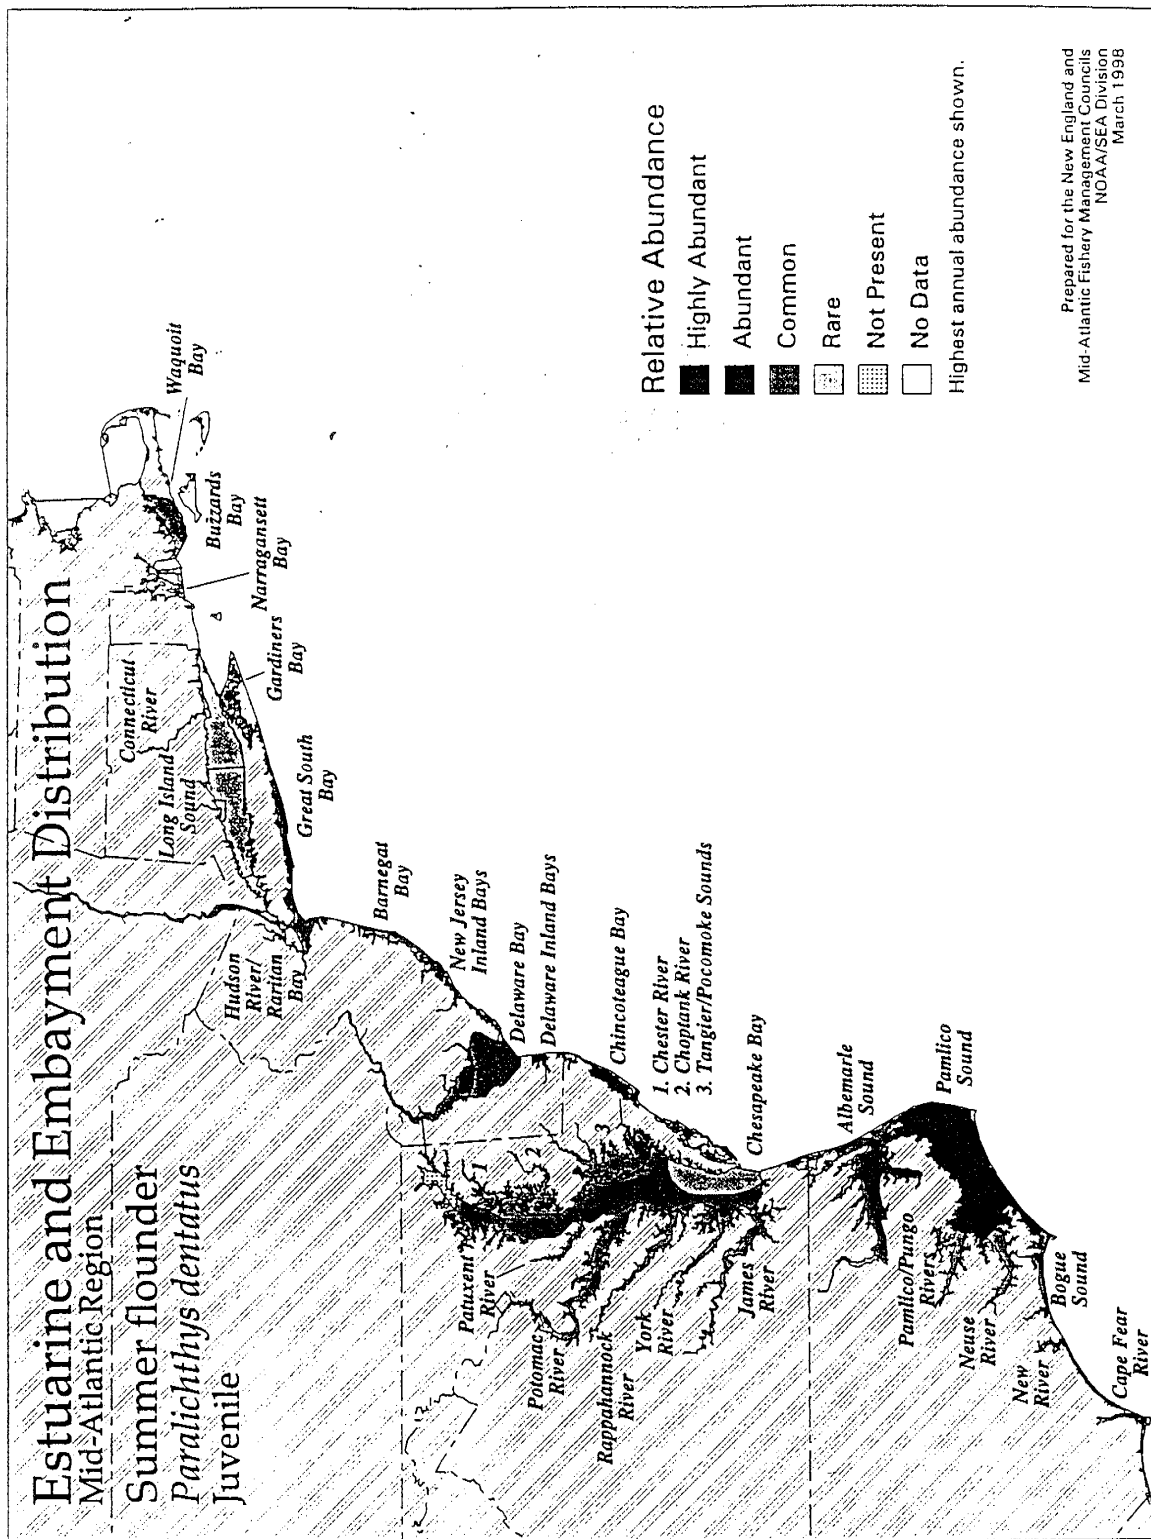 Estuarine and Embayment Distribution
Mid-Atlantic Region
Summer flounder
Paralichthys dentatus
Juvenile
Waquoit
Bay
Buzzards
Bay
Narragansett
Bay
Gardiners
Bay
Connecticut
River
Long Island
Sound
Great South
Bay
Hudson
River/
Raritan
Bay
Barnegat
Bay
New Jersey
Inland Bays
Delaware Bay
Delaware Inland Bays
Chincoteague Bay
1. Chester River
2. Choptank River
3. Tangier/Pocomoke Sounds
Chesapeake Bay
1
2
3
Patuxent
River
Potomac
River
Rappahannock
River
York
River
James
River
Albemarle
Sound
Pamlico
Sound
Pamlico/Pungo
Rivers
Neuse
River
New
River
Bogue
Sound
Cape Fear
River
Relative Abundance
Highly Abundant
Abundant
Common
Rare
Not Present
No Data
Highest annual abundance shown.
Prepared for the New England and
Mid-Atlantic Fishery Management Councils
NOAA/SEA Division
March 1998